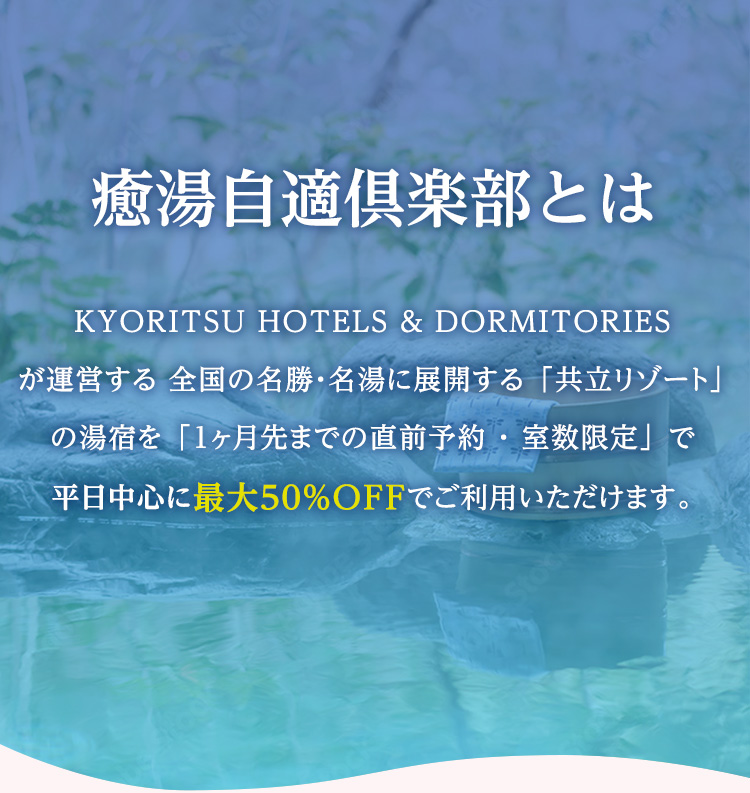 癒湯自適倶楽部とは
KYORITSU HOTELS & DORMITORIES
が運営する 全国の名勝･名湯に展開する「共立リゾート」
の湯宿を「1ヶ月先までの直前予約 ・ 室数限定」で
平日中心に最大50%OFFでご利用いただけます。